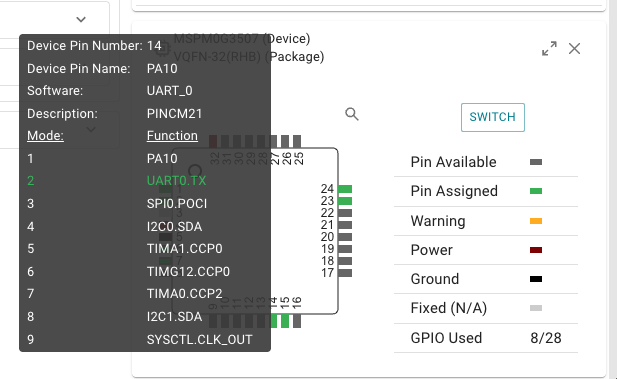 MSPM0G3507 (Device)
VQFN-32(RHB) (Package)
Device Pin Number: 14
Device Pin Name: PA10
Software: UART_0
Description: PINCM21
Mode: Function
1 PA10
2 UART0.TX
3 SPI0.POCI
4 I2C0.SDA
5 TIMA1.CCP0
6 TIMG12.CCP0
7 TIMA0.CCP2
8 I2C1.SDA
9 SYSCTL.CLK_OUT
SWITCH
32 31 30 29 28 27 26 25
24
23
22
21
20
19
18
17
9 10 11 12 13 14 15 16
Pin Available
Pin Assigned
Warning
Power
Ground
Fixed (N/A)
GPIO Used 8/28